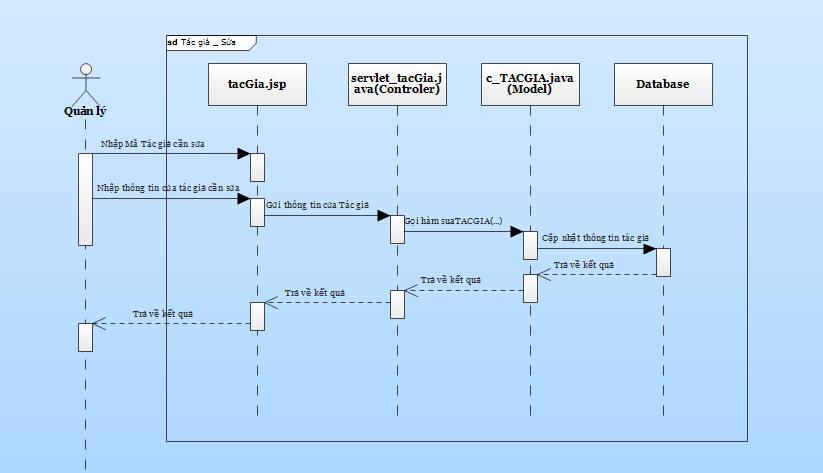 sd Tác giả _ Sửa
Quản lý
tacGia.jsp
servlet_tacGia.j
ava(Controler)
c_TACGIA.java
(Model)
Database
Nhập Mã Tác giả cần sửa
Nhập thông tin của tác giả cần sửa
Gửi thông tin của Tác giả
Gọi hàm suaTACGIA(...)
Cập nhật thông tin tác giả
Trả về kết quả
Trả về kết quả
Trả về kết quả
Trả về kết quả